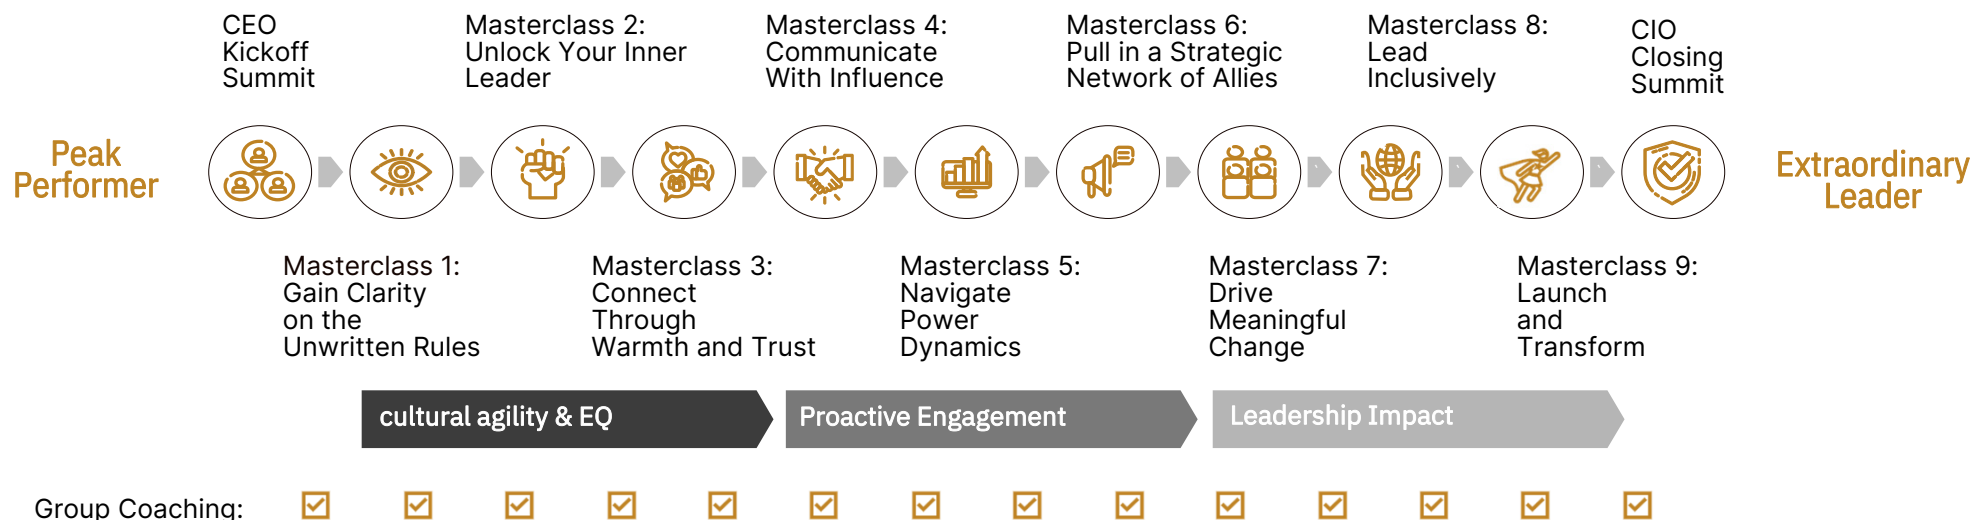 CEO
Kickoff
Summit
Masterclass 2:
Unlock Your Inner
Leader
Masterclass 4:
Communicate
With Influence
Masterclass 6:
Pull in a Strategic
Network of Allies
Masterclass 8:
Lead
Inclusively
CIO
Closing
Summit
Peak
Performer
Extraordinary
Leader
Masterclass 1:
Gain Clarity
on the
Unwritten Rules
Masterclass 3:
Connect
Through
Warmth and Trust
Masterclass 5:
Navigate
Power
Dynamics
Masterclass 7:
Drive
Meaningful
Change
Masterclass 9:
Launch
and
Transform
cultural agility & EQ
Proactive Engagement
Leadership Impact
Group Coaching: